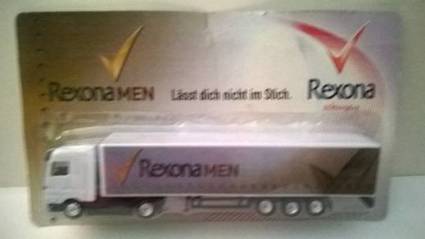 Rexona MEN
Lässt dich nicht im Stich.
Rexona
Rexona MEN